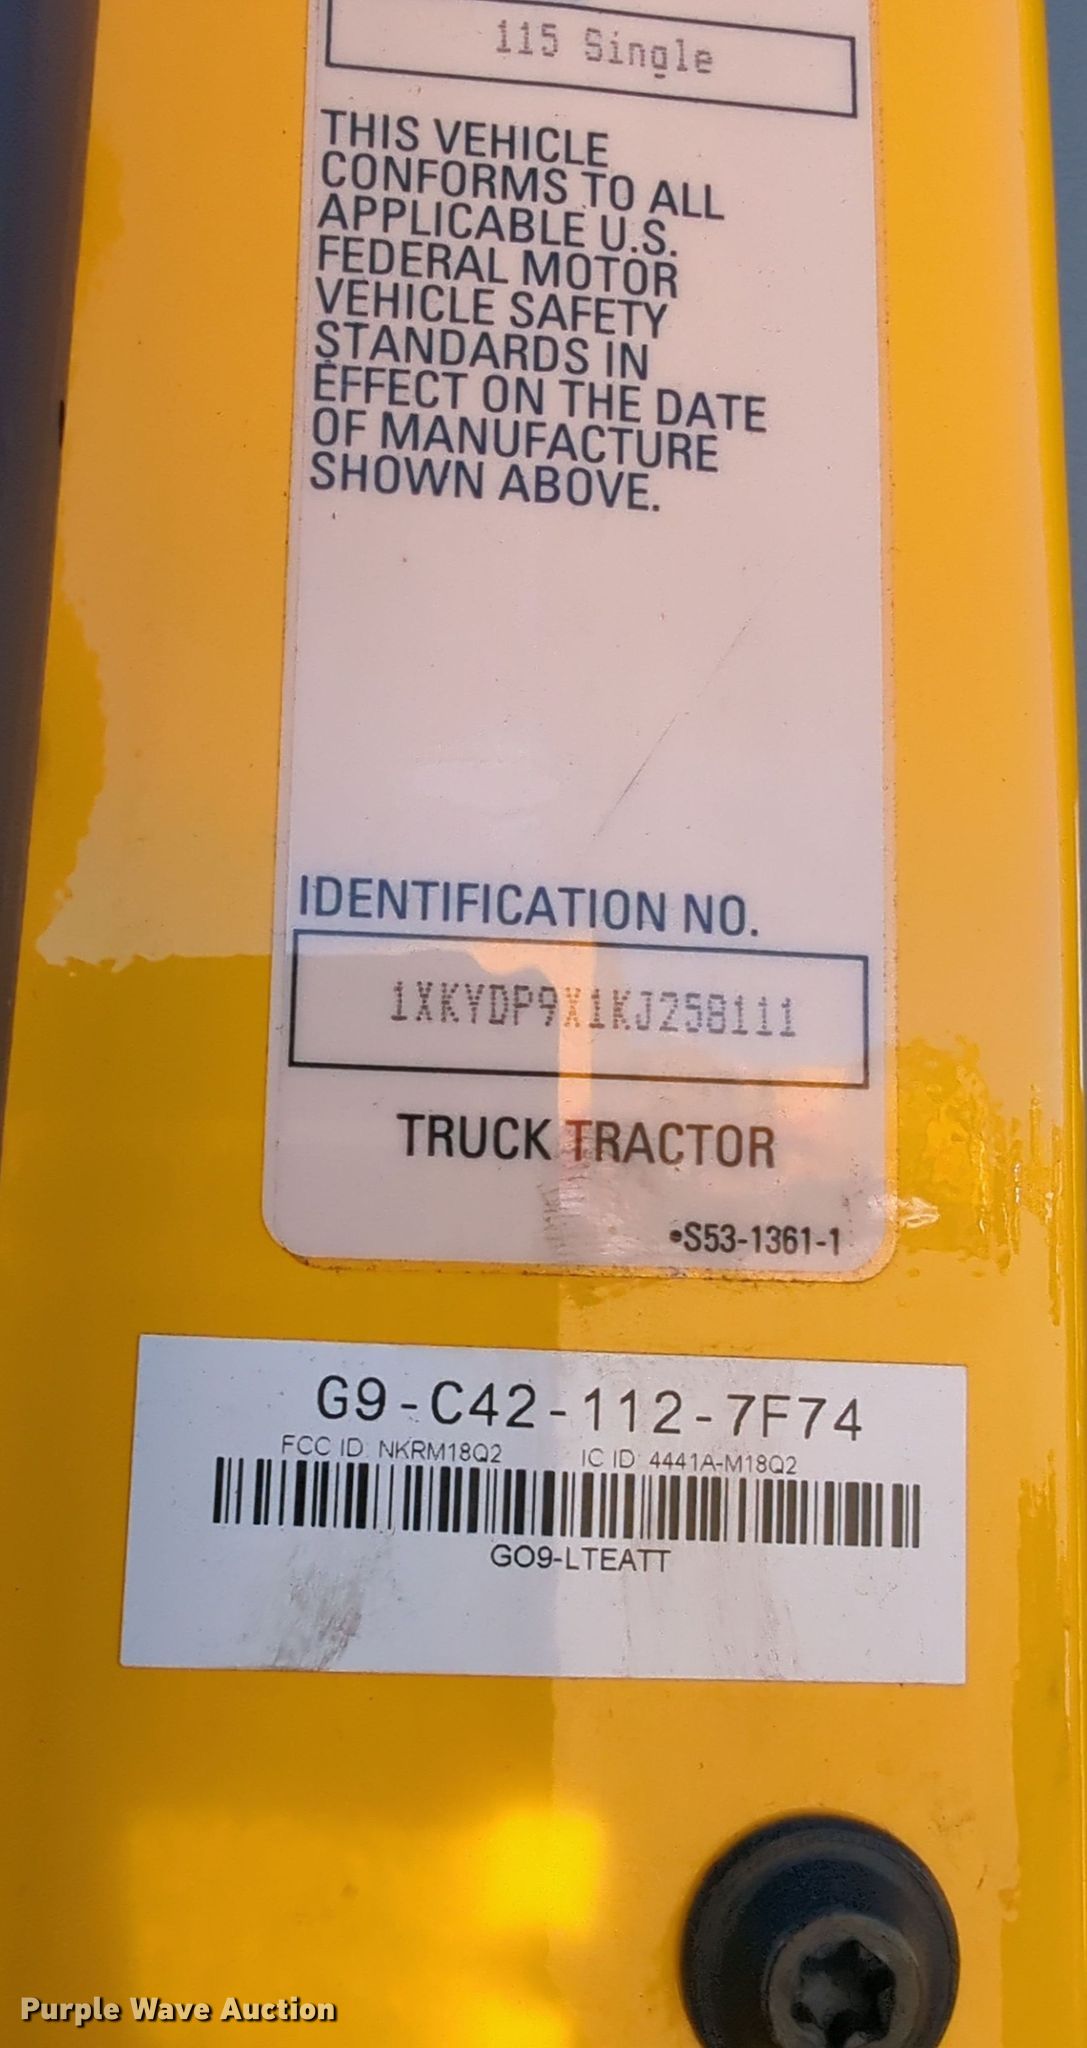 115 Single
THIS VEHICLE
CONFORMS TO ALL
APPLICABLE U.S.
FEDERAL MOTOR
VEHICLE SAFETY
STANDARDS IN
EFFECT ON THE DATE
OF MANUFACTURE
SHOWN ABOVE.
IDENTIFICATION NO.
1XKYDP9X1KJ258111
TRUCK TRACTOR
•S53-1361-1
G9-C42-112-7F74
FCC ID: NKRM18Q2 IC ID: 4441A-M18Q2
GO9-LTEATT
Purple Wave Auction